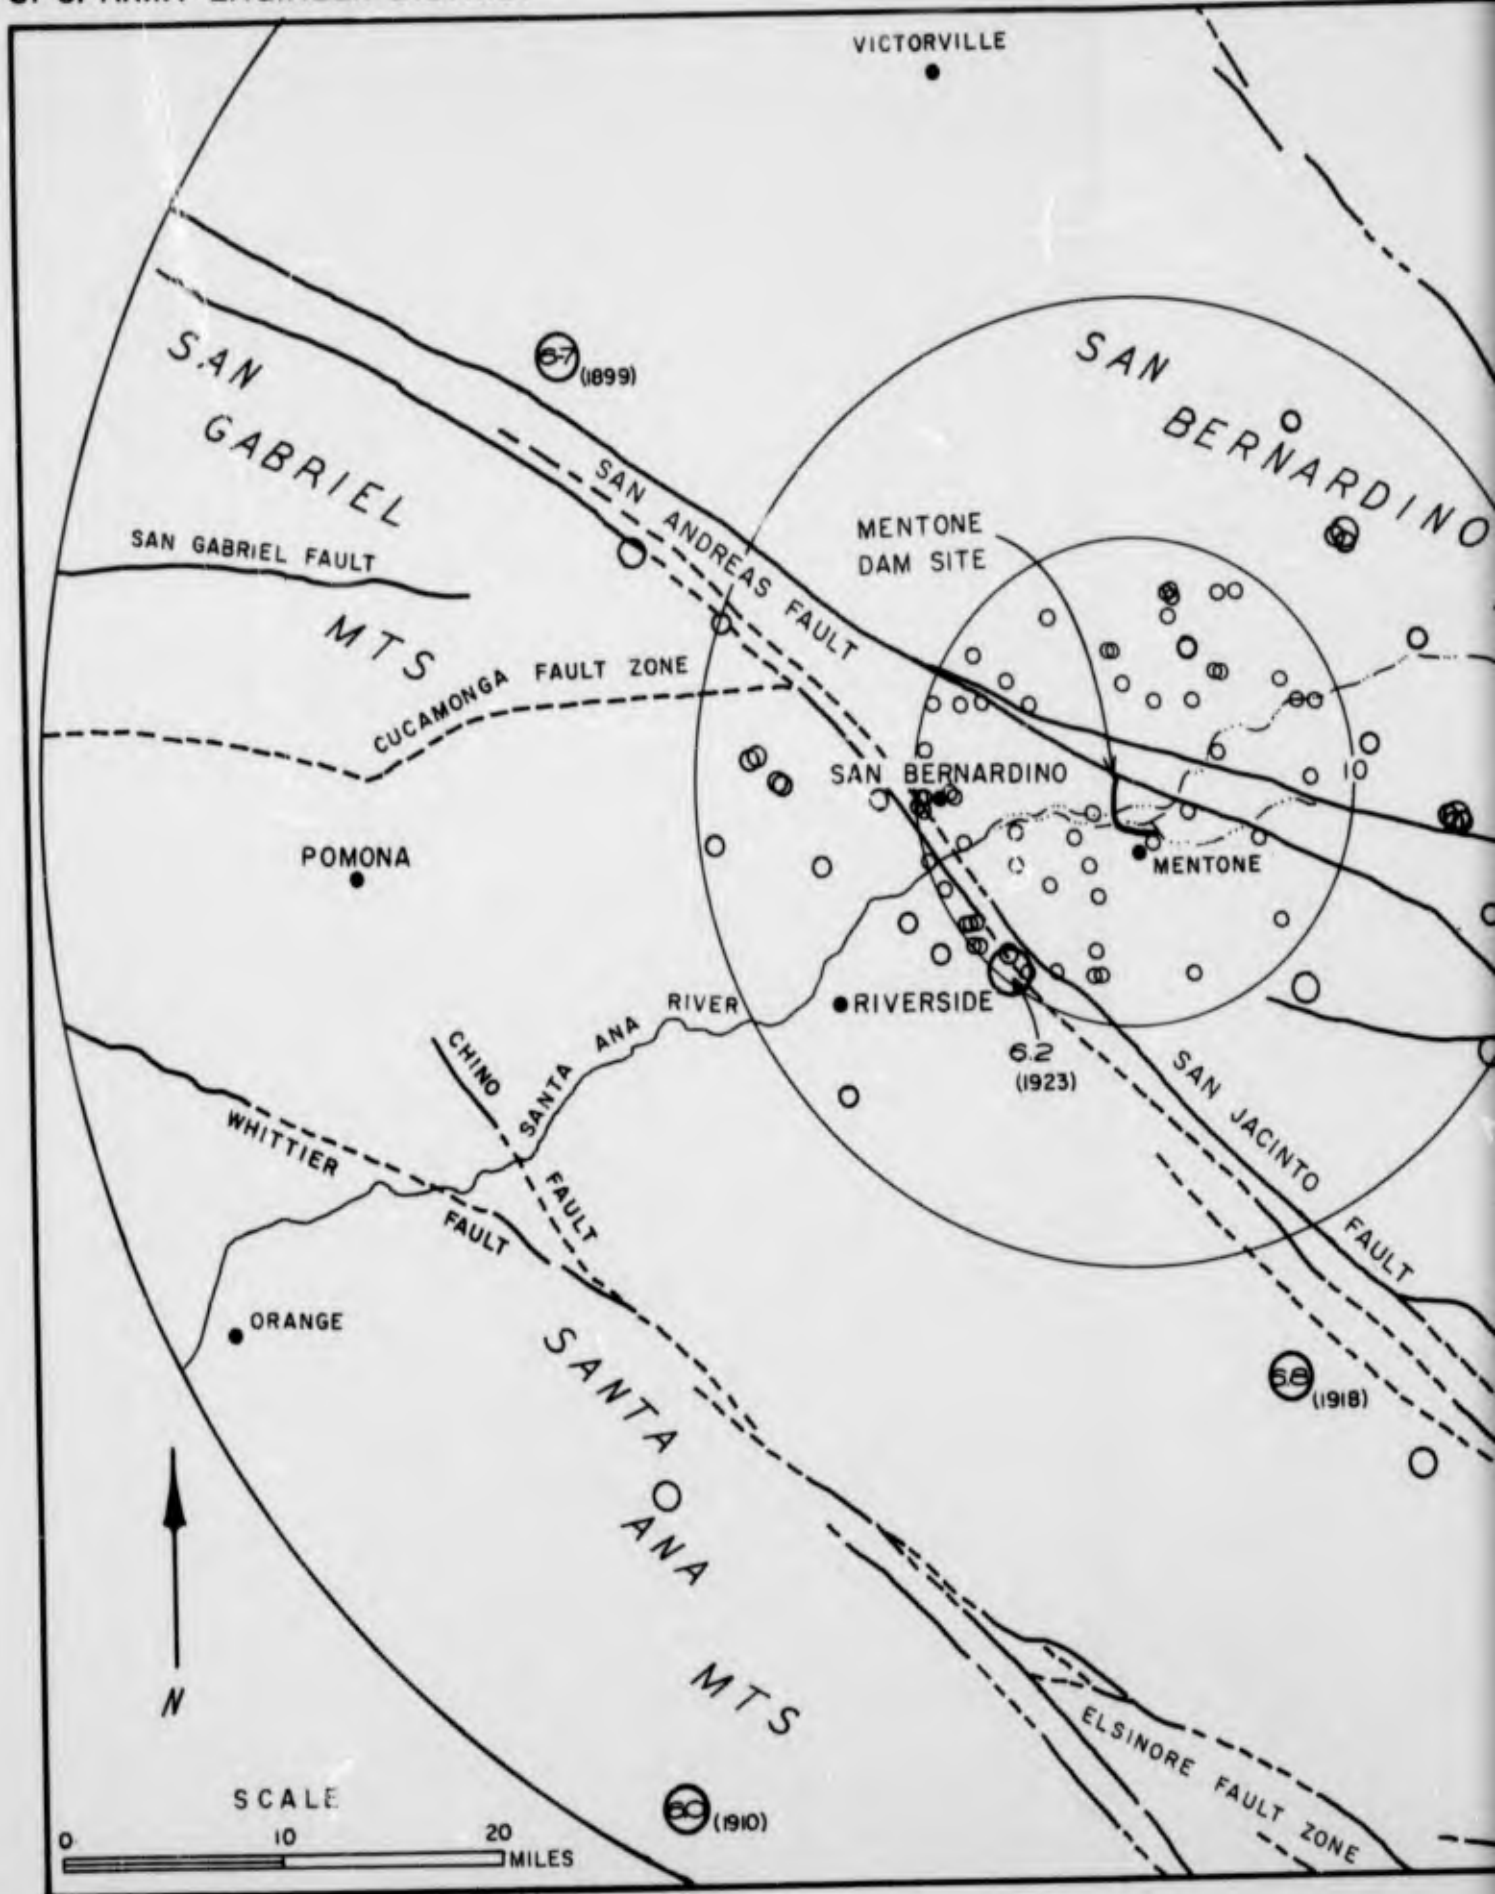 VICTORVILLE
6-7
(1899)
SAN
GABRIEL
MTS
SAN
BERNARDINO
SAN ANDREAS FAULT
MENTONE
DAM SITE
SAN GABRIEL FAULT
CUCAMONGA FAULT ZONE
SAN BERNARDINO
10
POMONA
MENTONE
RIVERSIDE
SANTA ANA RIVER
6.2
(1923)
CHINO FAULT
WHITTIER FAULT
SAN JACINTO FAULT
ORANGE
6.8
(1918)
SANTA
ANA
MTS
N
ELSINORE FAULT ZONE
6.0
(1910)
SCALE
0 10 20
MILES